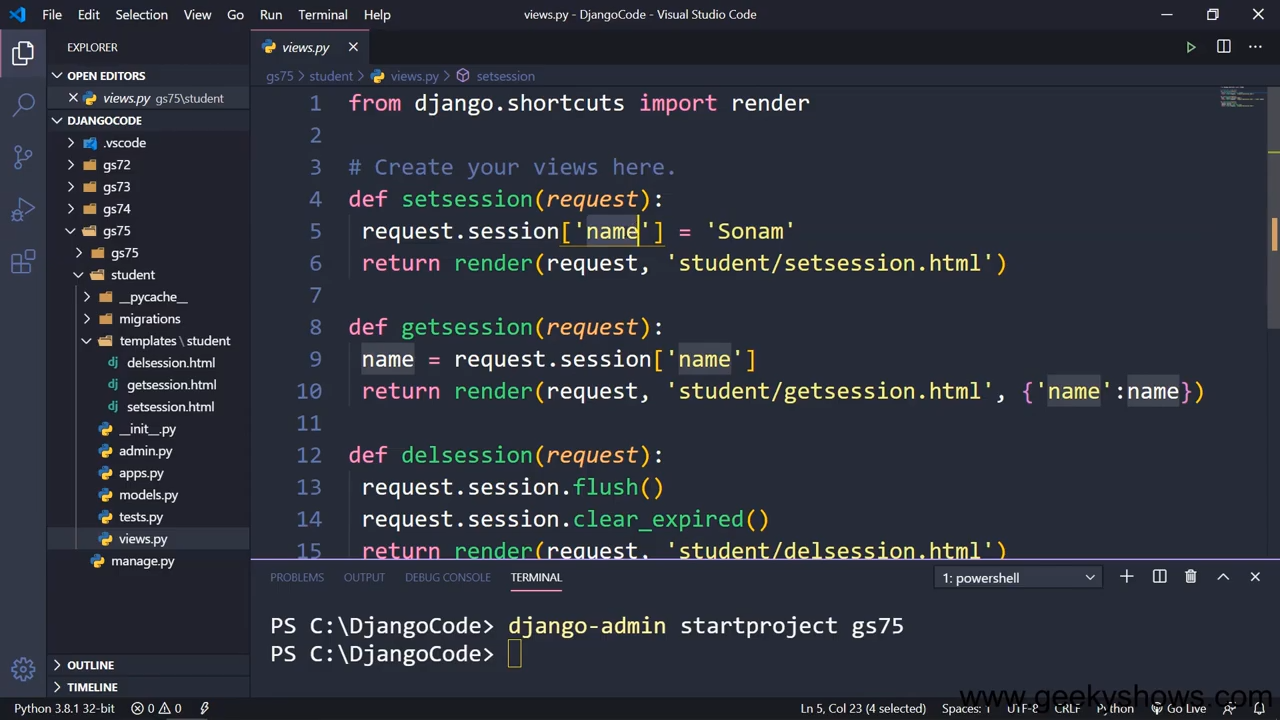 File Edit Selection View Go Run Terminal Help views.py - DjangoCode - Visual Studio Code
EXPLORER
OPEN EDITORS
views.py gs75\student
DJANGOCODE
.vscode
gs72
gs73
gs74
gs75
gs75
student
__pycache__
migrations
templates \ student
delsession.html
getsession.html
setsession.html
__init__.py
admin.py
apps.py
models.py
tests.py
views.py
manage.py
OUTLINE
TIMELINE
views.py
gs75 > student > views.py > setsession
1 from django.shortcuts import render
2
3 # Create your views here.
4 def setsession(request):
5 request.session['name'] = 'Sonam'
6 return render(request, 'student/setsession.html')
7
8 def getsession(request):
9 name = request.session['name']
10 return render(request, 'student/getsession.html', {'name':name})
11
12 def delsession(request):
13 request.session.flush()
14 request.session.clear_expired()
15 return render(request, 'student/delsession.html')
PROBLEMS OUTPUT DEBUG CONSOLE TERMINAL 1: powershell
PS C:\DjangoCode> django-admin startproject gs75
PS C:\DjangoCode>
www.geekyshows.com
Python 3.8.1 32-bit 0 0 Ln 5, Col 23 (4 selected) Spaces: 1 UTF-8 CRLF Python Go Live